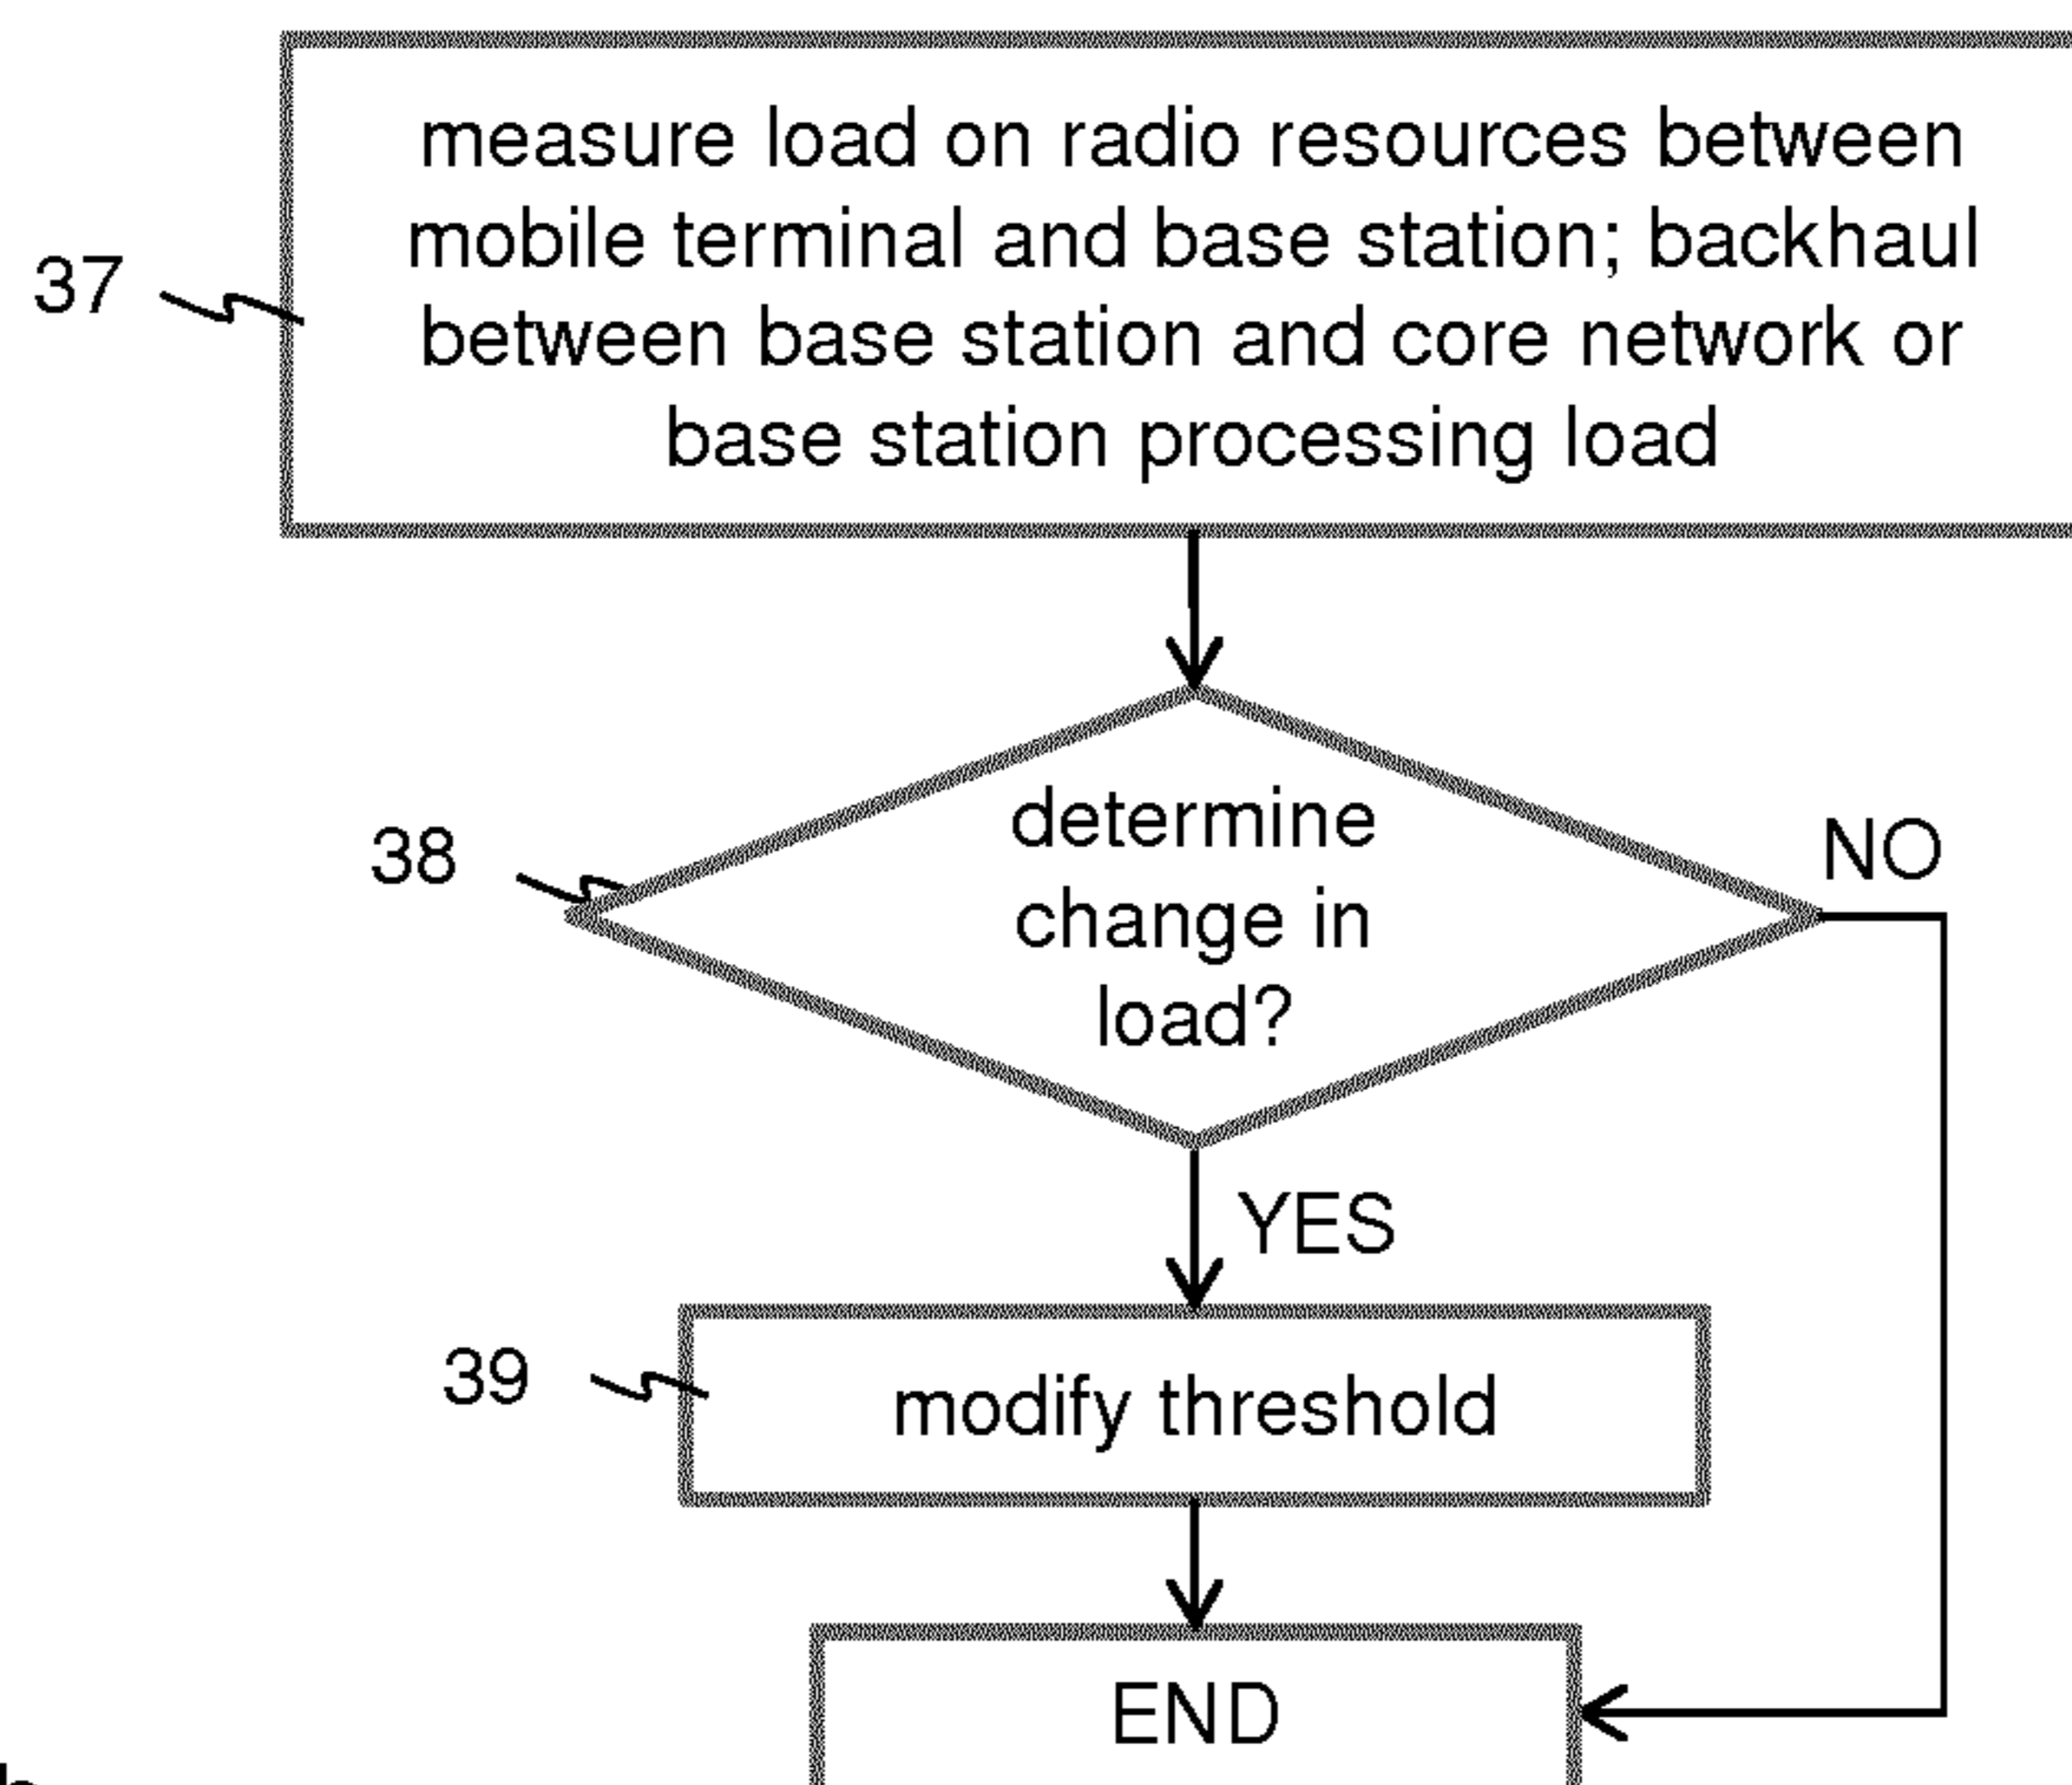 measure load on radio resources between
mobile terminal and base station; backhaul
37
between base station and core network or
base station processing load
determine
NO
38
change in
load?
YES
39
modify threshold
END